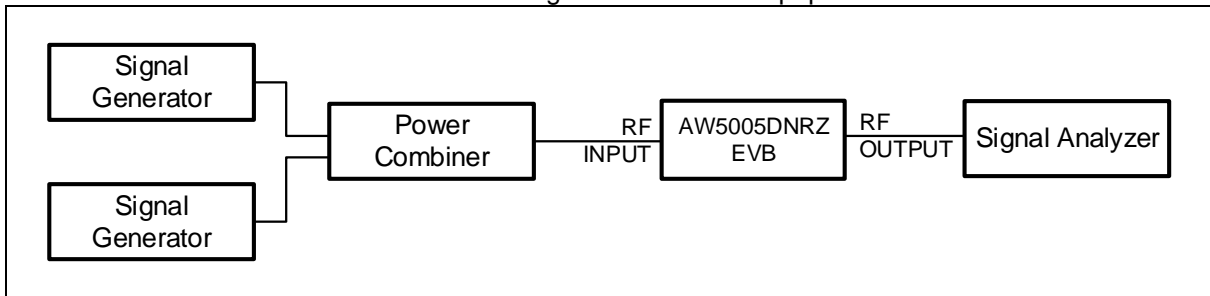 Signal
Generator
Signal
Generator
Power
Combiner
RF
INPUT
AW5005DNRZ
EVB
RF
OUTPUT
Signal Analyzer